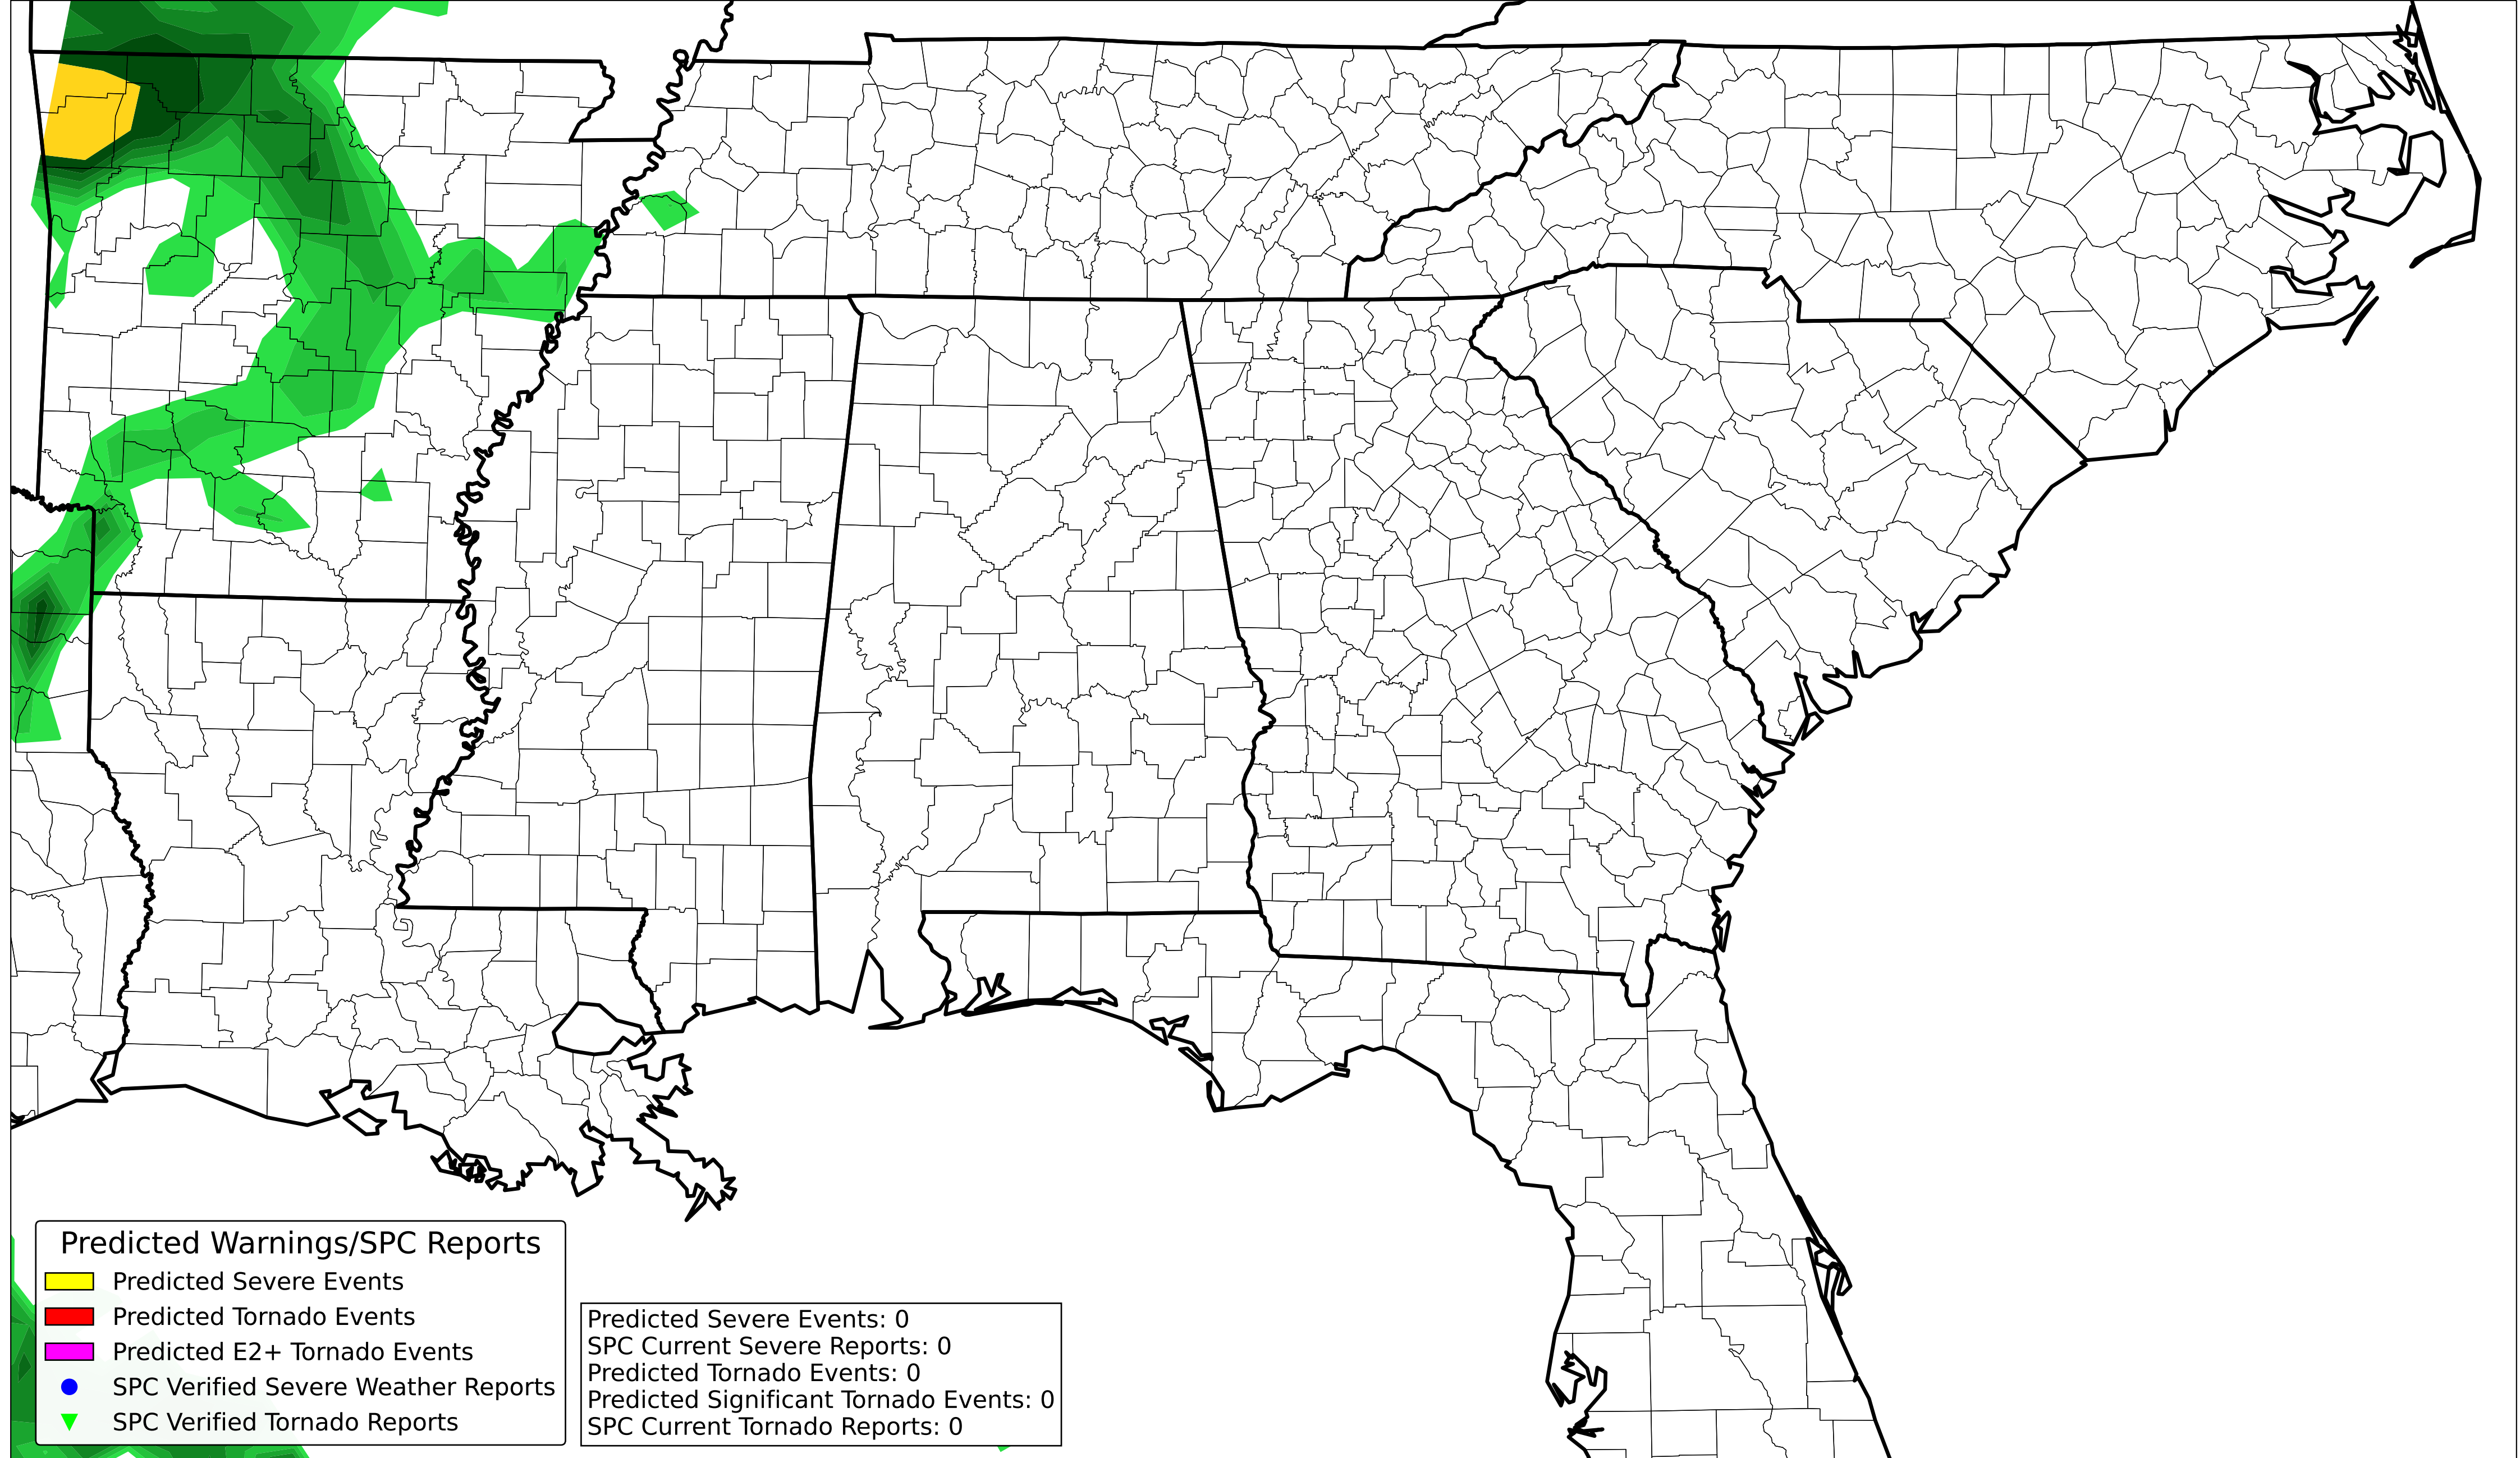 Predicted Warnings/SPC Reports
Predicted Severe Events
Predicted Tornado Events
Predicted E2+ Tornado Events
SPC Verified Severe Weather Reports
SPC Verified Tornado Reports
Predicted Severe Events: 0
SPC Current Severe Reports: 0
Predicted Tornado Events: 0
Predicted Significant Tornado Events: 0
SPC Current Tornado Reports: 0